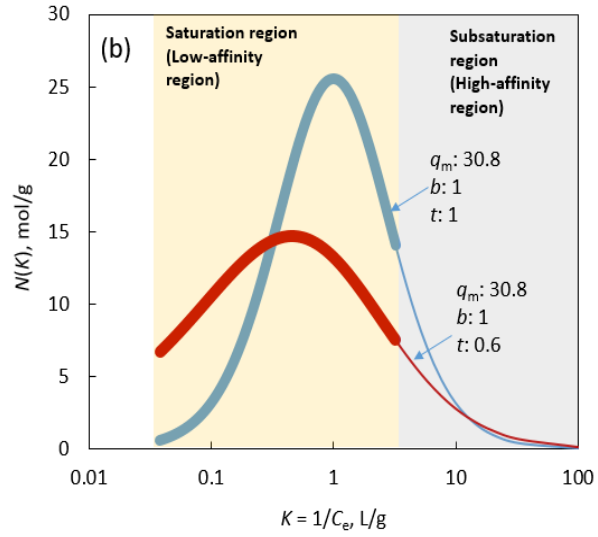 (b)
Saturation region
(Low-affinity
region)
Subsaturation
region
(High-affinity
region)
30
25
20
15
10
5
0
N(K), mol/g
qm: 30.8
b: 1
t: 1
qm: 30.8
b: 1
t: 0.6
0.01
0.1
1
10
100
K = 1/Ce, L/g